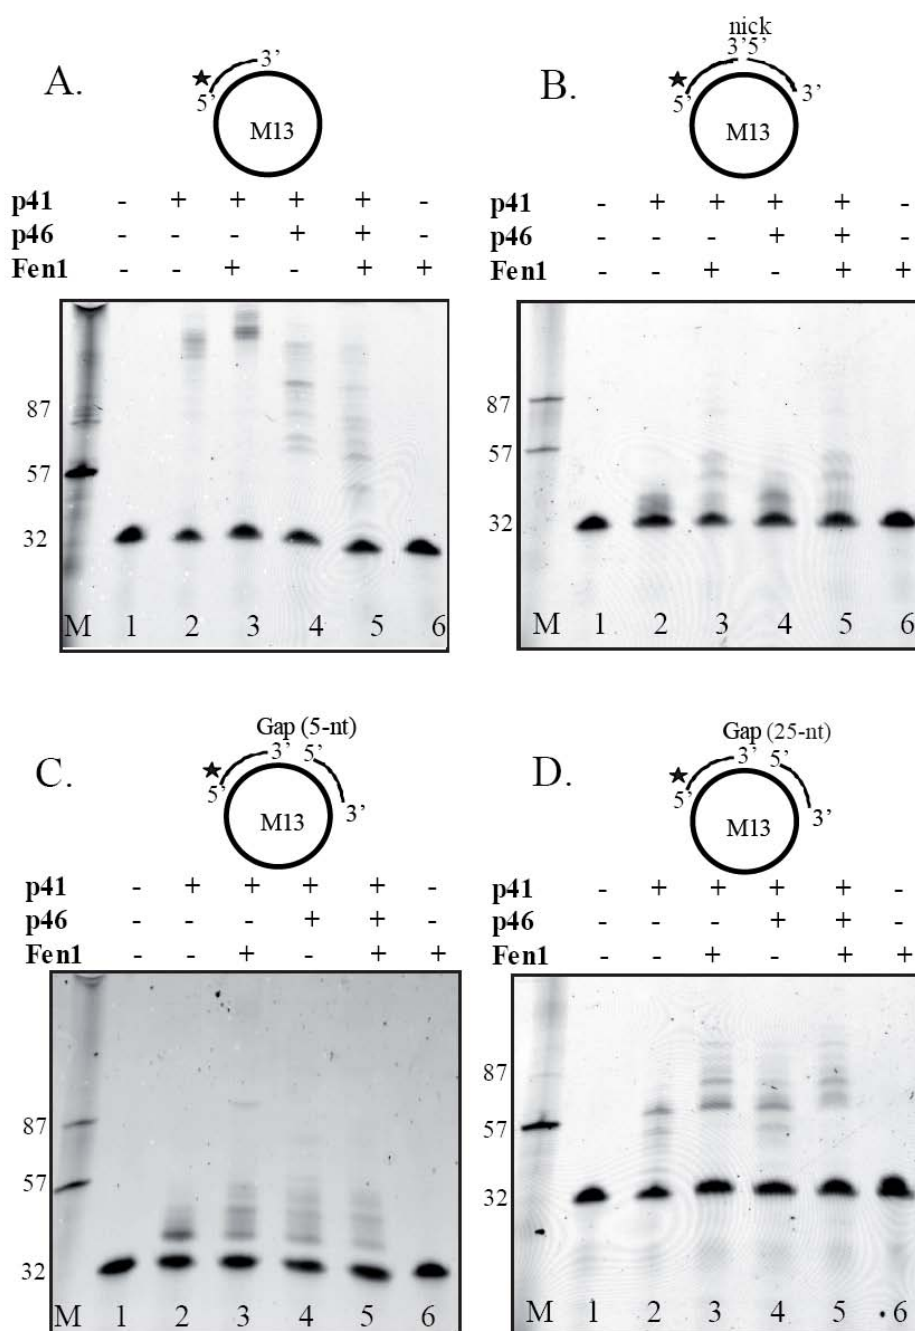 A.
3’
5’
M13
p41 - + + + + -
p46 - - - + + -
Fen1 - - + - + +
87
57
32
M 1 2 3 4 5 6
B.
nick
3’5’
5’
3’
M13
p41 - + + + + -
p46 - - - + + -
Fen1 - - + - + +
87
57
32
M 1 2 3 4 5 6
C.
Gap (5-nt)
3’ 5’
5’
3’
M13
p41 - + + + + -
p46 - - - + + -
Fen1 - - + - + +
87
57
32
M 1 2 3 4 5 6
D.
Gap (25-nt)
3’ 5’
5’
3’
M13
p41 - + + + + -
p46 - - - + + -
Fen1 - - + - + +
87
57
32
M 1 2 3 4 5 6